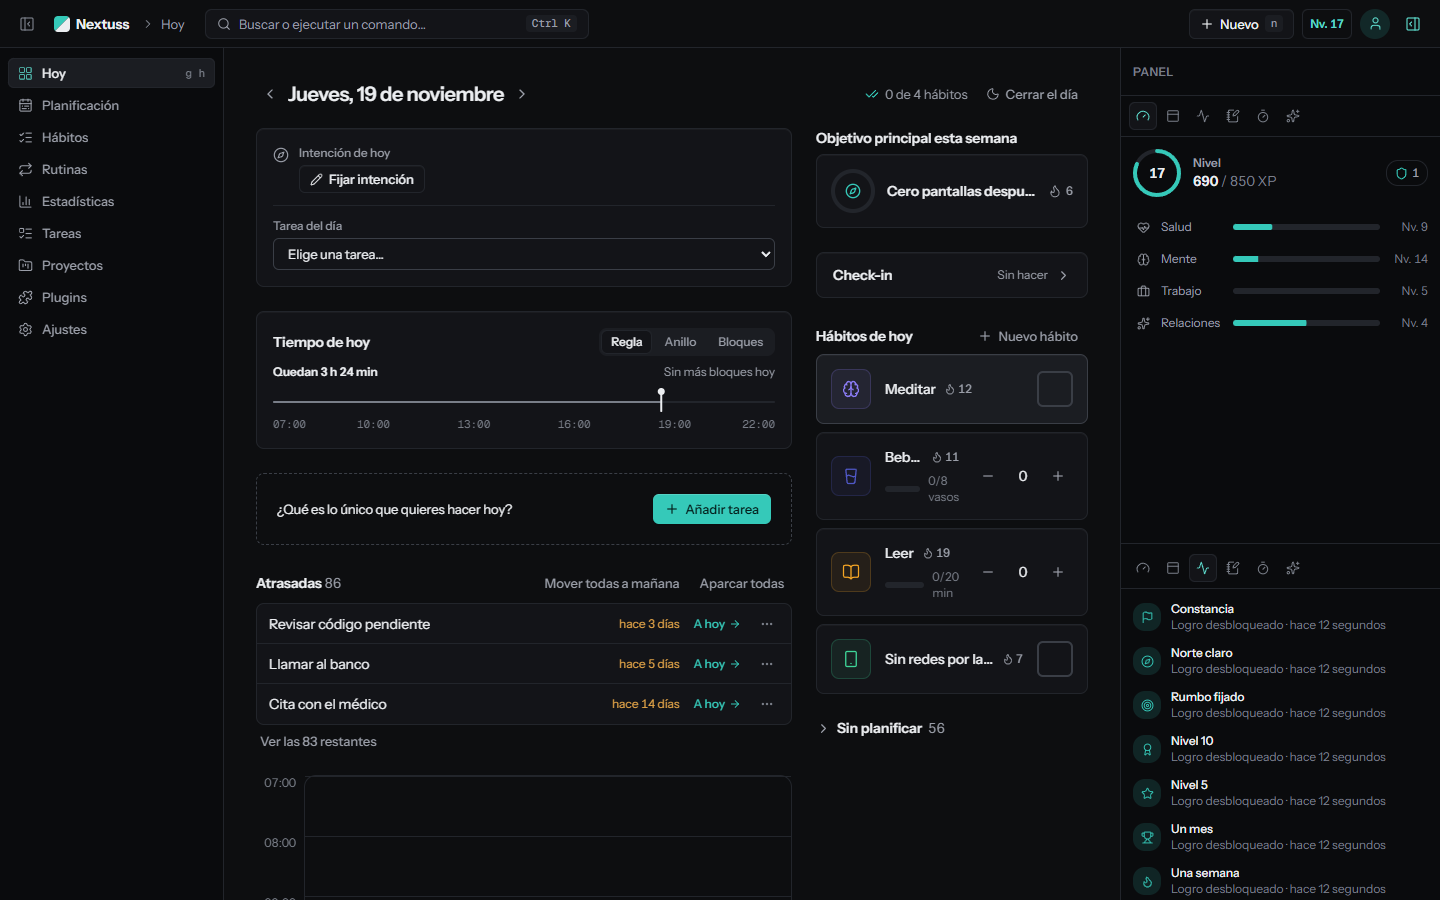 Nextuss
Hoy
Buscar o ejecutar un comando...
Ctrl K
Nuevo
n
Nv. 17
Hoy
g h
Planificación
Hábitos
Rutinas
Estadísticas
Tareas
Proyectos
Plugins
Ajustes
Jueves, 19 de noviembre
0 de 4 hábitos
Cerrar el día
Intención de hoy
Fijar intención
Tarea del día
Elige una tarea...
Tiempo de hoy
Regla
Anillo
Bloques
Quedan 3 h 24 min
Sin más bloques hoy
07:00
10:00
13:00
16:00
19:00
22:00
¿Qué es lo único que quieres hacer hoy?
Añadir tarea
Atrasadas 86
Mover todas a mañana
Aparcar todas
Revisar código pendiente
hace 3 días
A hoy
Llamar al banco
hace 5 días
A hoy
Cita con el médico
hace 14 días
A hoy
Ver las 83 restantes
07:00
08:00
Objetivo principal esta semana
Cero pantallas despu...
6
Check-in
Sin hacer
Hábitos de hoy
Nuevo hábito
Meditar
12
Beb...
11
0/8
vasos
0
Leer
19
0/20
min
0
Sin redes por la...
7
Sin planificar 56
PANEL
17
Nivel
690 / 850 XP
1
Salud
Nv. 9
Mente
Nv. 14
Trabajo
Nv. 5
Relaciones
Nv. 4
Constancia
Logro desbloqueado · hace 12 segundos
Norte claro
Logro desbloqueado · hace 12 segundos
Rumbo fijado
Logro desbloqueado · hace 12 segundos
Nivel 10
Logro desbloqueado · hace 12 segundos
Nivel 5
Logro desbloqueado · hace 12 segundos
Un mes
Logro desbloqueado · hace 12 segundos
Una semana
Logro desbloqueado · hace 12 segundos